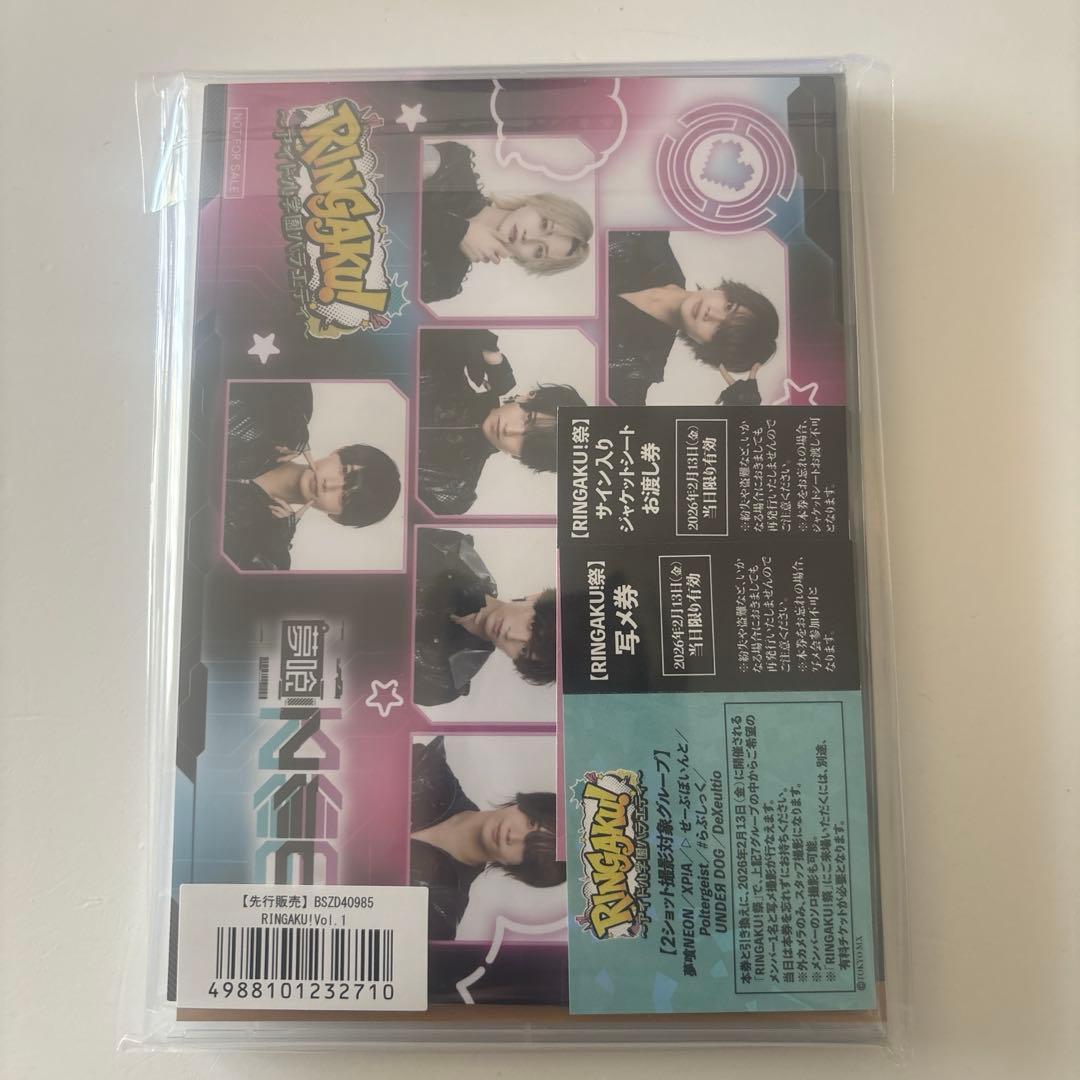 NOT FOR SALE
RINGAKU!
〜アイドル学園バラエティ〜
夢喰
NEO
【先行販売】BSZD40985
RINGAKU!Vol.1
4988101232710
【RINGAKU!祭】
サイン入り
ジャケットシート
お渡し券
2026年2月13日(金)
当日限り有効
※紛失や盗難など、いか
なる場合におきましても
再発行いたしませんので
ご注意ください。
※本券をお忘れの場合、
ジャケットシートお渡し不可
となります。
【RINGAKU!祭】
写メ券
2026年2月13日(金)
当日限り有効
※紛失や盗難など、いか
なる場合におきましても
再発行いたしませんので
ご注意ください。
※本券をお忘れの場合、
写メ会参加不可と
なります。
RINGAKU!
〜アイドル学園バラエティ〜
【2ショット撮影対象グループ】
夢喰NEON/XPIA/▷ せーぶぽいんと/
Poltergeist/#らぶしっく/
UNDEЯ DOG/DeXeultio
本券と引き換えに、2026年2月13日(金)に開催される
「RINGAKU!祭」で、上記7グループの中からご希望の
メンバー1名と写メ撮影が行なえます。
当日は本券を忘れずにお持ちください。
※外カメラのみ、スタッフ撮影になります。
※メンバーのソロ撮影も可能。
※「RINGAKU!祭」にご来場いただくには、別途、
有料チケットが必要となります。
©TOKYO MX